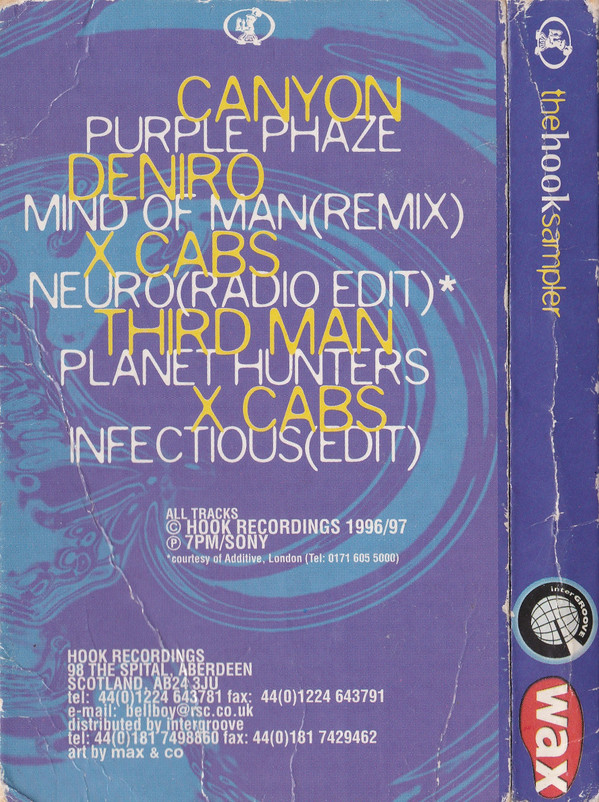 CANYON
PURPLE PHAZE
DENIRO
MIND OF MAN(REMIX)
X CABS
NEURO(RADIO EDIT)*
THIRD MAN
PLANET HUNTERS
X CABS
INFECTIOUS(EDIT)
ALL TRACKS
© HOOK RECORDINGS 1996/97
℗ 7PM/SONY
*courtesy of Additive, London (Tel: 0171 605 5000)
HOOK RECORDINGS
98 THE SPITAL, ABERDEEN
SCOTLAND, AB24 3JU
tel: 44(0)1224 643781 fax: 44(0)1224 643791
e-mail: bellboy@rsc.co.uk
distributed by intergroove
tel: 44(0)181 7498860 fax: 44(0)181 7429462
art by max & co
thehooksampler
interGROOVE
wax